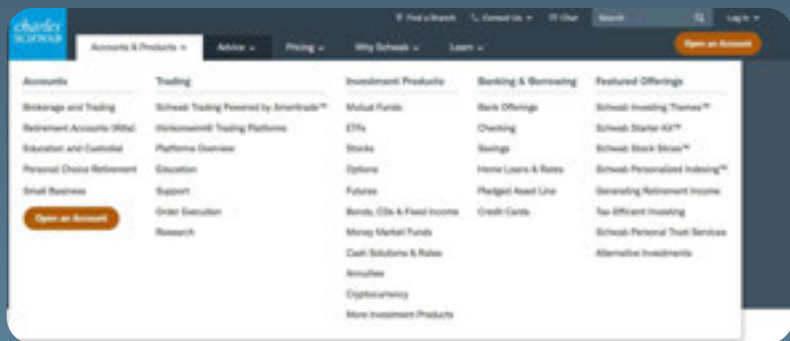 charles
SCHWAB
Find a Branch Contact Us Chat Search Log In
Accounts & Products Advice Pricing Why Schwab Learn Open an Account
Accounts
Brokerage and Trading
Retirement Accounts (IRAs)
Education and Custodial
Personal Choice Retirement
Small Business
Open an Account
Trading
Schwab Trading Powered by Ameritrade™
thinkorswim® Trading Platforms
Platforms Overview
Education
Support
Order Execution
Research
Investment Products
Mutual Funds
ETFs
Stocks
Options
Futures
Bonds, CDs & Fixed Income
Money Market Funds
Cash Solutions & Rates
Annuities
Cryptocurrency
More Investment Products
Banking & Borrowing
Bank Offerings
Checking
Savings
Home Loans & Rates
Pledged Asset Line
Credit Cards
Featured Offerings
Schwab Investing Themes™
Schwab Starter Kit™
Schwab Stock Slices™
Schwab Personalized Indexing™
Generating Retirement Income
Tax-Efficient Investing
Schwab Personal Trust Services
Alternative Investments